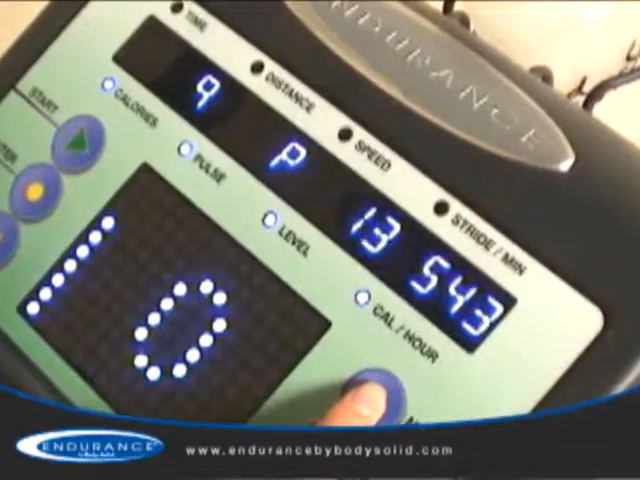 ENDURANCE
TIME
DISTANCE
SPEED
STRIDE / MIN
9 P 13 543
CALORIES
PULSE
LEVEL
CAL / HOUR
START
10
ENDURANCE
www.endurancebybodysolid.com